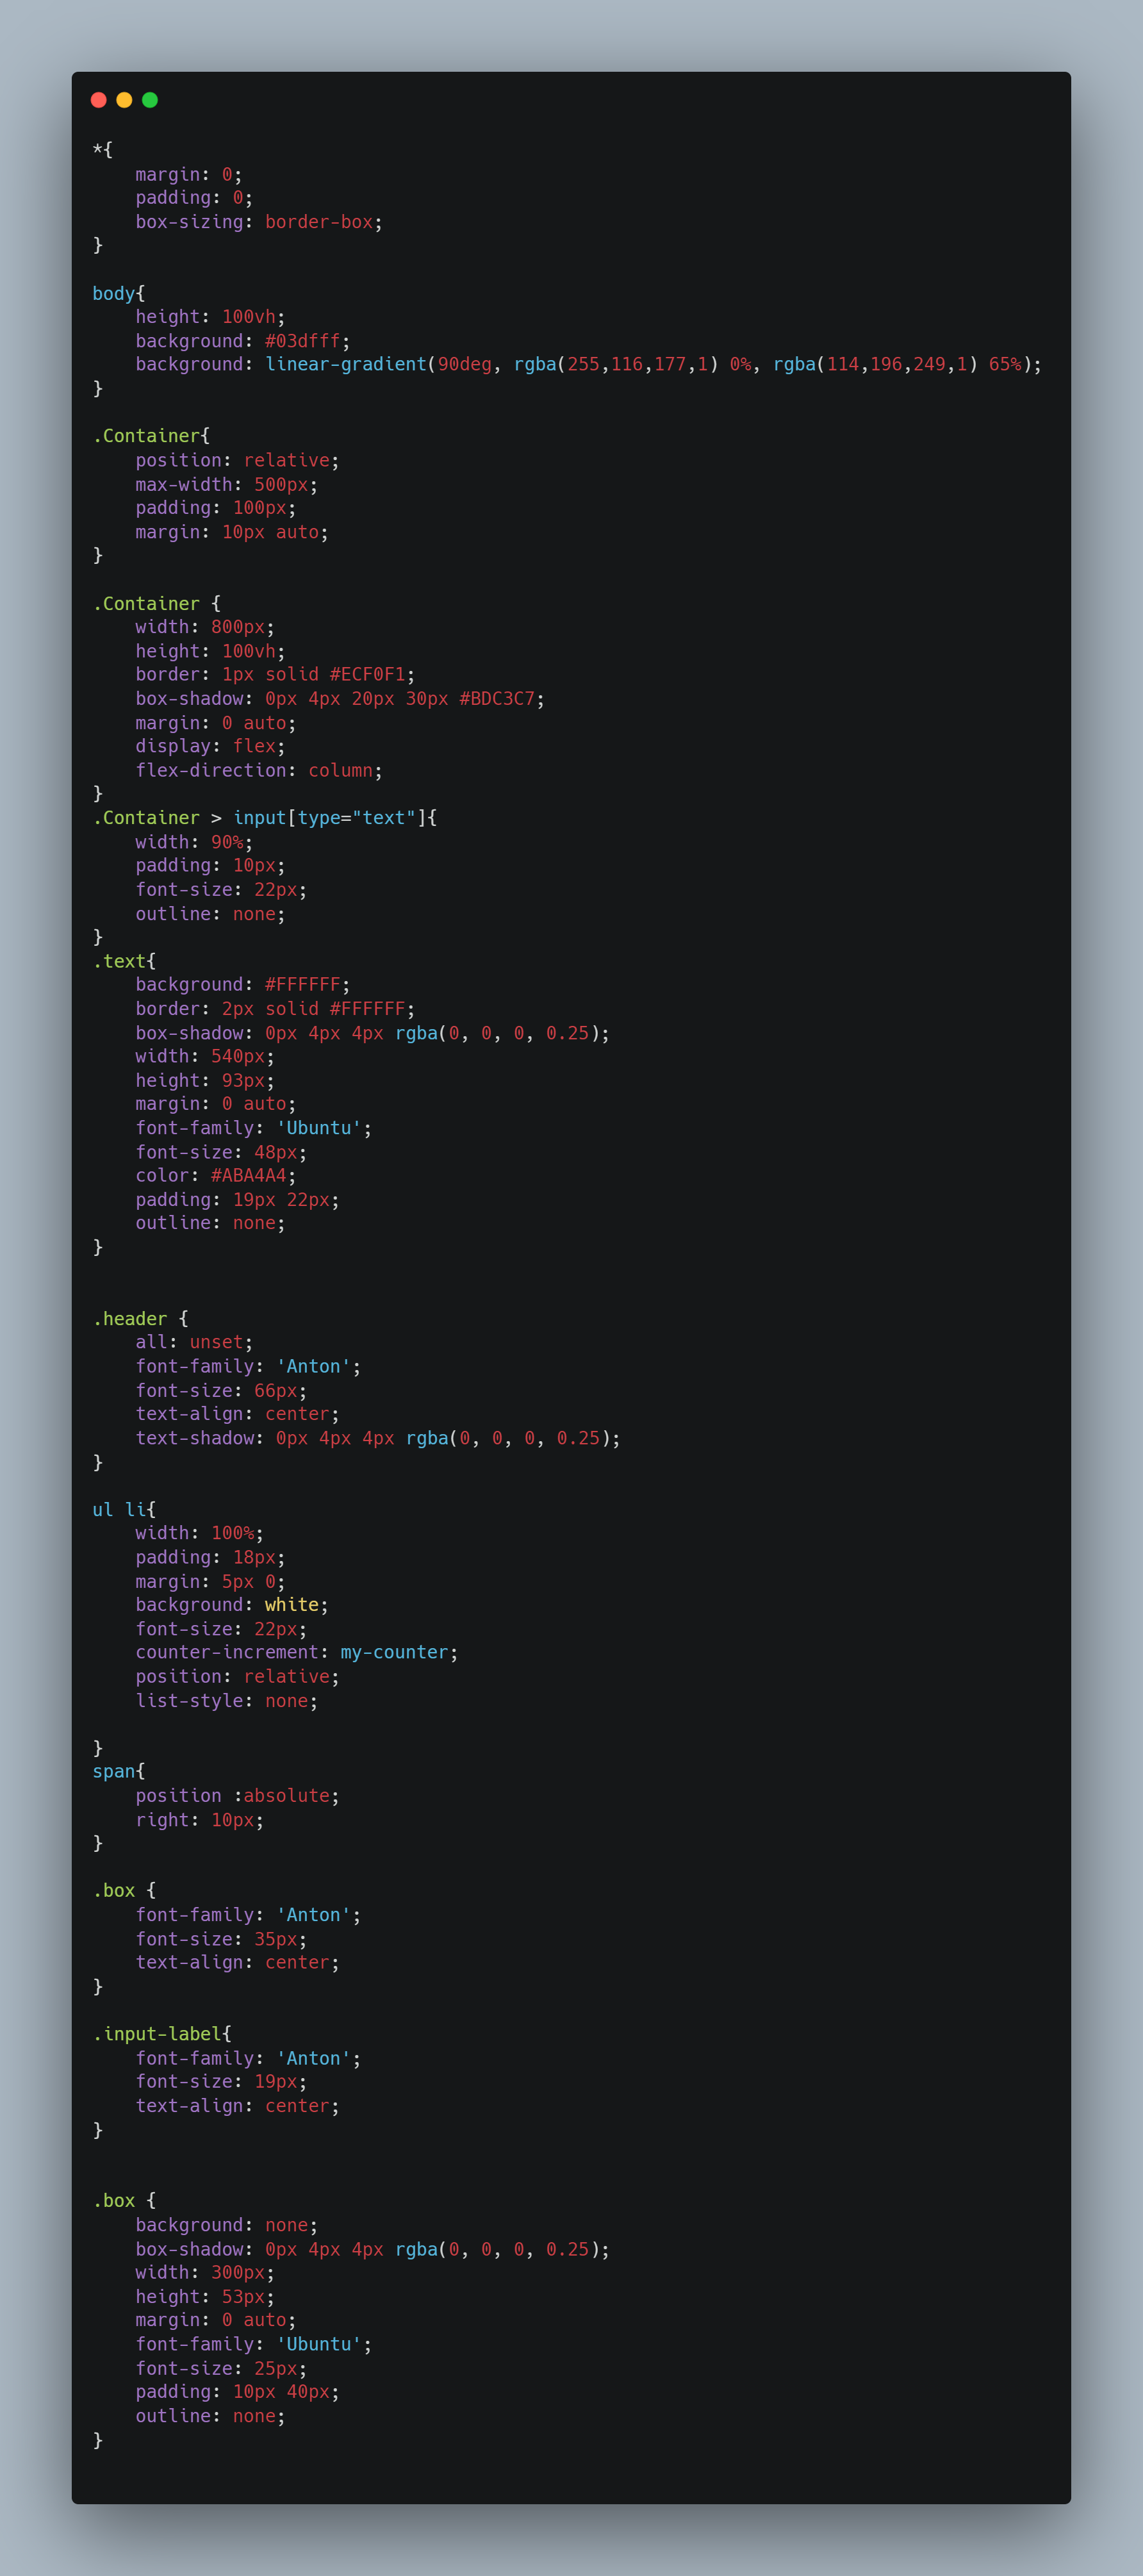 *{
    margin: 0;
    padding: 0;
    box-sizing: border-box;
}

body{
    height: 100vh;
    background: #03dfff;
    background: linear-gradient(90deg, rgba(255,116,177,1) 0%, rgba(114,196,249,1) 65%);
}

.Container{
    position: relative;
    max-width: 500px;
    padding: 100px;
    margin: 10px auto;
}

.Container {
    width: 800px;
    height: 100vh;
    border: 1px solid #ECF0F1;
    box-shadow: 0px 4px 20px 30px #BDC3C7;
    margin: 0 auto;
    display: flex;
    flex-direction: column;
}
.Container > input[type="text"]{
    width: 90%;
    padding: 10px;
    font-size: 22px;
    outline: none;
}
.text{
    background: #FFFFFF;
    border: 2px solid #FFFFFF;
    box-shadow: 0px 4px 4px rgba(0, 0, 0, 0.25);
    width: 540px;
    height: 93px;
    margin: 0 auto;
    font-family: 'Ubuntu';
    font-size: 48px;
    color: #ABA4A4;
    padding: 19px 22px;
    outline: none;
}


.header {
    all: unset;
    font-family: 'Anton';
    font-size: 66px;
    text-align: center;
    text-shadow: 0px 4px 4px rgba(0, 0, 0, 0.25);
}

ul li{
    width: 100%;
    padding: 18px;
    margin: 5px 0;
    background: white;
    font-size: 22px;
    counter-increment: my-counter;
    position: relative;
    list-style: none;

}
span{
    position :absolute;
    right: 10px;
}

.box {
    font-family: 'Anton';
    font-size: 35px;
    text-align: center;
}

.input-label{
    font-family: 'Anton';
    font-size: 19px;
    text-align: center;
}


.box {
    background: none;
    box-shadow: 0px 4px 4px rgba(0, 0, 0, 0.25);
    width: 300px;
    height: 53px;
    margin: 0 auto;
    font-family: 'Ubuntu';
    font-size: 25px;
    padding: 10px 40px;
    outline: none;
}